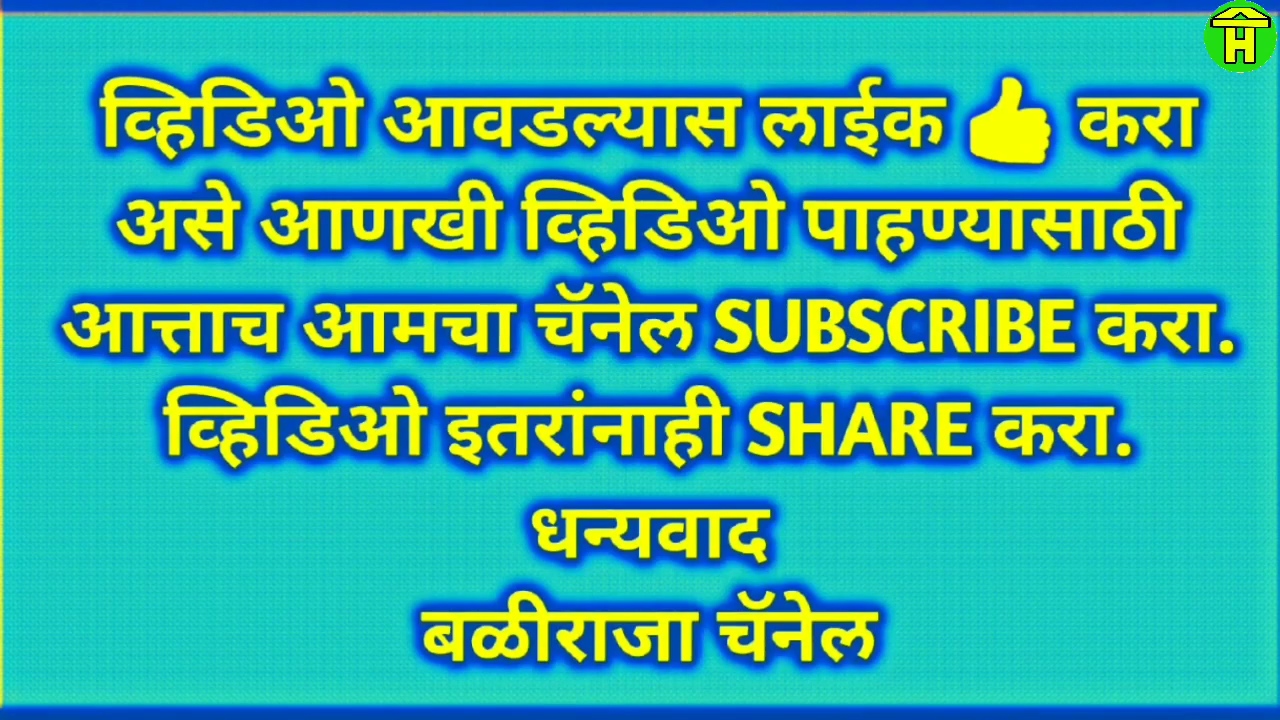 व्हिडिओ आवडल्यास लाईक 👍 करा
असे आणखी व्हिडिओ पाहण्यासाठी
आत्ताच आमचा चॅनेल SUBSCRIBE करा.
व्हिडिओ इतरांनाही SHARE करा.
धन्यवाद
बळीराजा चॅनेल
H